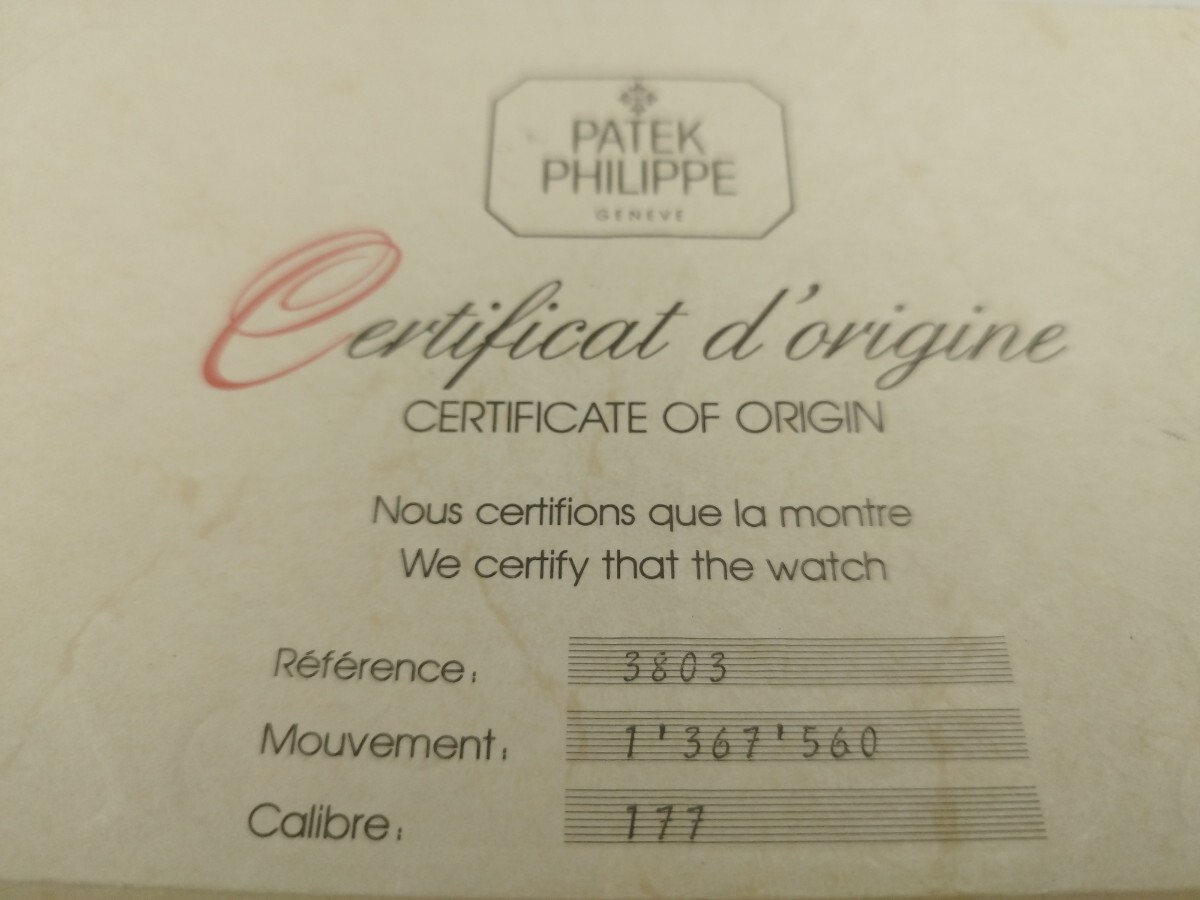 PATEK
PHILIPPE
GENEVE
Certificat d'origine
CERTIFICATE OF ORIGIN
Nous certifions que la montre
We certify that the watch
Référence: 3803
Mouvement: 1'367'560
Calibre: 177